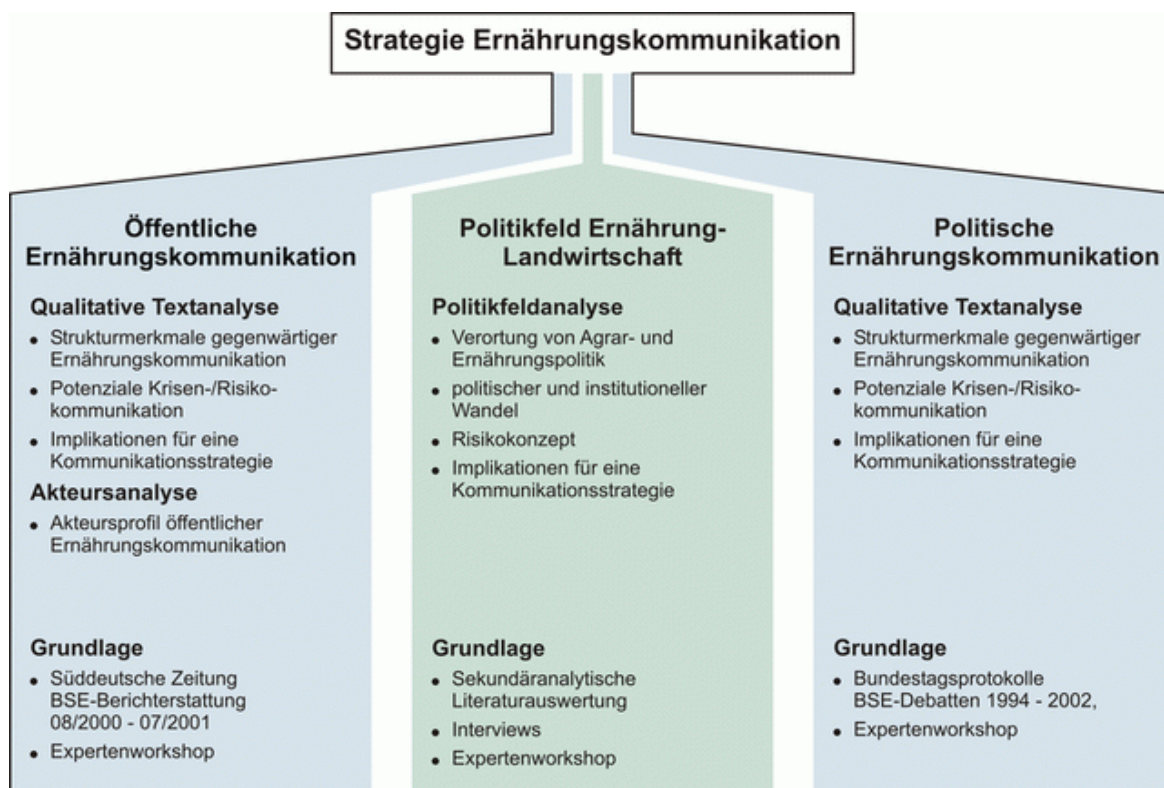 Strategie Ernährungskommunikation
Öffentliche
Ernährungskommunikation
Qualitative Textanalyse
• Strukturmerkmale gegenwärtiger
Ernährungskommunikation
• Potenziale Krisen-/Risiko-
kommunikation
• Implikationen für eine
Kommunikationsstrategie
Akteursanalyse
• Akteursprofil öffentlicher
Ernährungskommunikation
Grundlage
• Süddeutsche Zeitung
BSE-Berichterstattung
08/2000 - 07/2001
• Expertenworkshop
Politikfeld Ernährung-
Landwirtschaft
Politikfeldanalyse
• Verortung von Agrar- und
Ernährungspolitik
• politischer und institutioneller
Wandel
• Risikokonzept
• Implikationen für eine
Kommunikationsstrategie
Grundlage
• Sekundäranalytische
Literaturauswertung
• Interviews
• Expertenworkshop
Politische
Ernährungskommunikation
Qualitative Textanalyse
• Strukturmerkmale gegenwärtiger
Ernährungskommunikation
• Potenziale Krisen-/Risiko-
kommunikation
• Implikationen für eine
Kommunikationsstrategie
Grundlage
• Bundestagsprotokolle
BSE-Debatten 1994 - 2002,
• Expertenworkshop